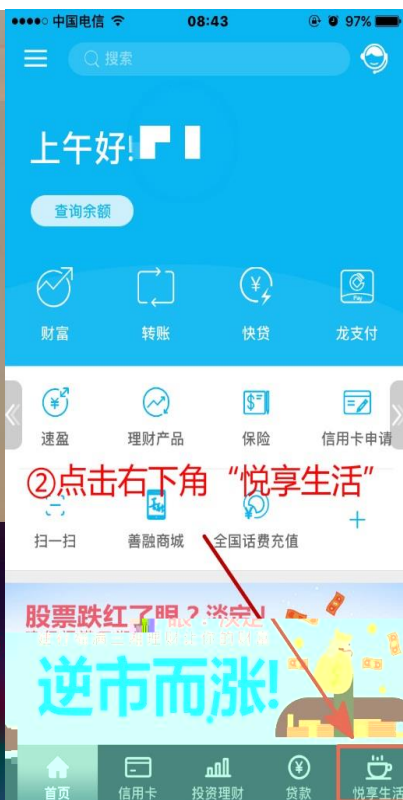 中国电信 08:43 97%
搜索
上午好!
查询余额
财富 转账 快贷 龙支付
速盈 理财产品 保险 信用卡申请
②点击右下角“悦享生活”
扫一扫 善融商城 全国话费充值
股票跌红了眼？淡定!
逆市而涨!
首页 信用卡 投资理财 贷款 悦享生活